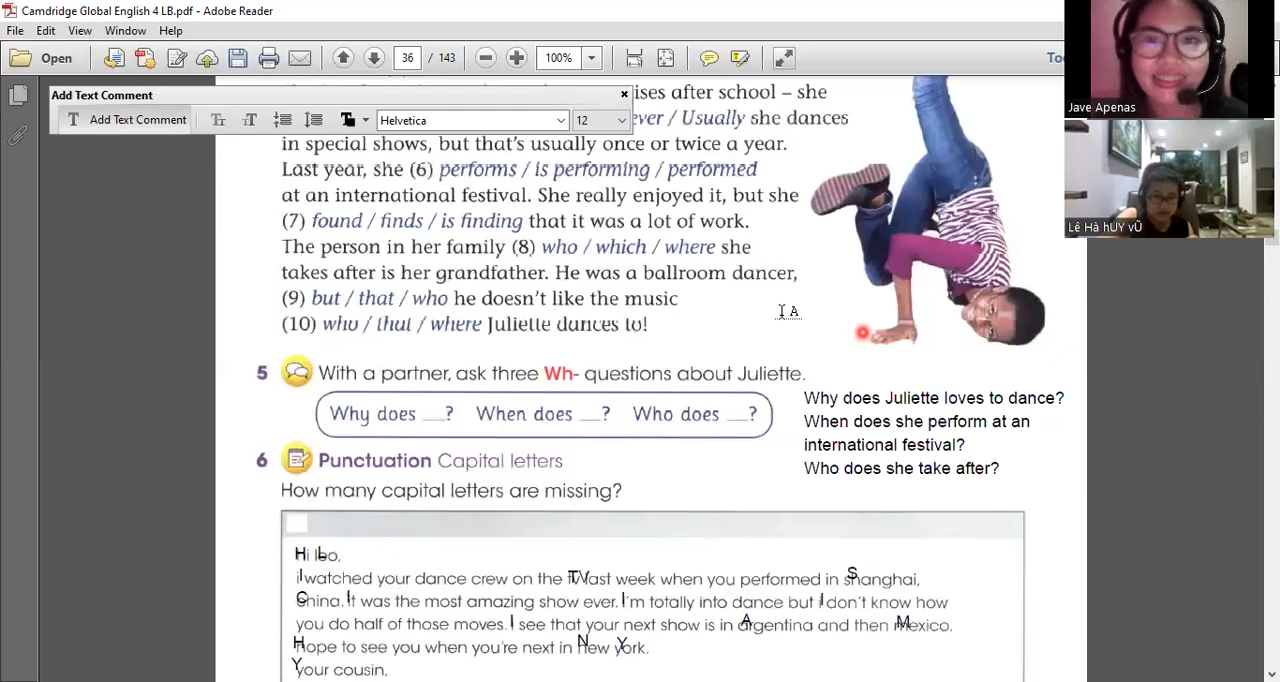 Camdridge Global English 4 LB.pdf - Adobe Reader
File Edit View Window Help
Open 36 / 143 100%
Jave Apenas
Lê Hà hUY vŨ
Add Text Comment
Add Text Comment Helvetica 12
ises after school – she
ever / Usually she dances
in special shows, but that's usually once or twice a year.
Last year, she (6) performs / is performing / performed
at an international festival. She really enjoyed it, but she
(7) found / finds / is finding that it was a lot of work.
The person in her family (8) who / which / where she
takes after is her grandfather. He was a ballroom dancer,
(9) but / that / who he doesn't like the music
(10) who / that / where Juliette dances to!
A
5 With a partner, ask three Wh- questions about Juliette.
Why does __? When does __? Who does __?
Why does Juliette loves to dance?
When does she perform at an
international festival?
Who does she take after?
6 Punctuation Capital letters
How many capital letters are missing?
H L
hi leo,
I TV S
i watched your dance crew on the tv last week when you performed in shanghai,
C I I I
china. It was the most amazing show ever. I'm totally into dance but I don't know how
I A M
you do half of those moves. I see that your next show is in argentina and then mexico.
H N Y
hope to see you when you're next in new york.
Y
your cousin,